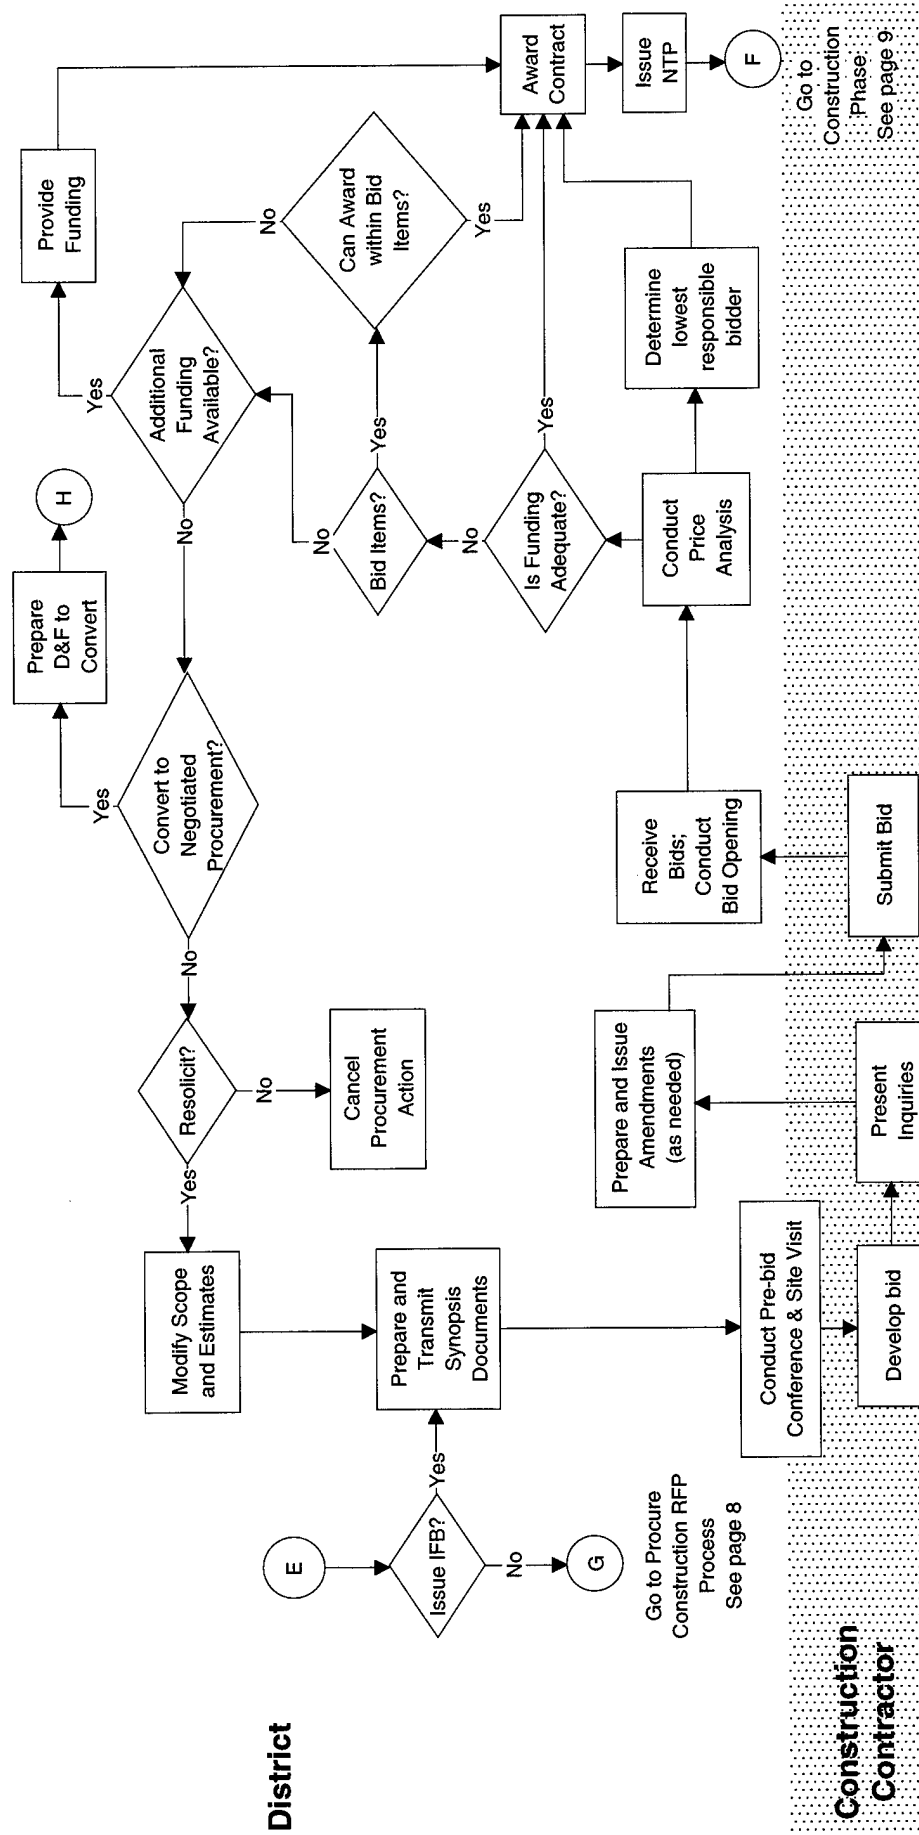 District
E
Issue IFB?
Yes
No
G
Go to Procure
Construction RFP
Process
See page 8
Modify Scope
and Estimates
Prepare and
Transmit
Synopsis
Documents
Conduct Pre-bid
Conference & Site Visit
Yes
Resolicit?
No
Cancel
Procurement
Action
No
Convert to
Negotiated
Procurement?
Yes
Prepare
D&F to
Convert
H
No
Additional
Funding
Available?
Yes
Provide
Funding
No
Bid Items?
Yes
Can Award
within Bid
Items?
No
Yes
No
Is Funding
Adequate?
Yes
Prepare and Issue
Amendments
(as needed)
Receive
Bids;
Conduct
Bid Opening
Conduct
Price
Analysis
Determine
lowest
responsible
bidder
Award
Contract
Issue
NTP
F
Go to
Construction
Phase.
See page 9
Construction
Contractor
Develop bid
Present
Inquiries
Submit Bid